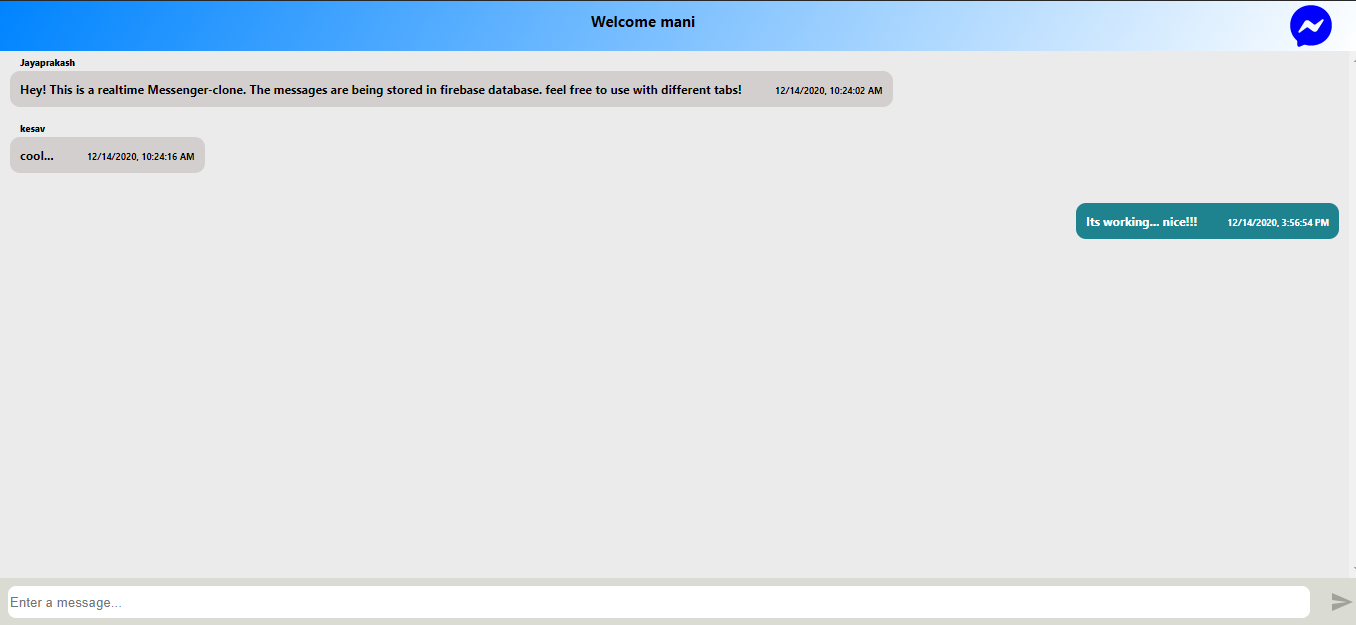 Welcome mani
Jayaprakash
Hey! This is a realtime Messenger-clone. The messages are being stored in firebase database. feel free to use with different tabs! 12/14/2020, 10:24:02 AM
kesav
cool... 12/14/2020, 10:24:16 AM
Its working... nice!!! 12/14/2020, 3:56:54 PM
Enter a message...